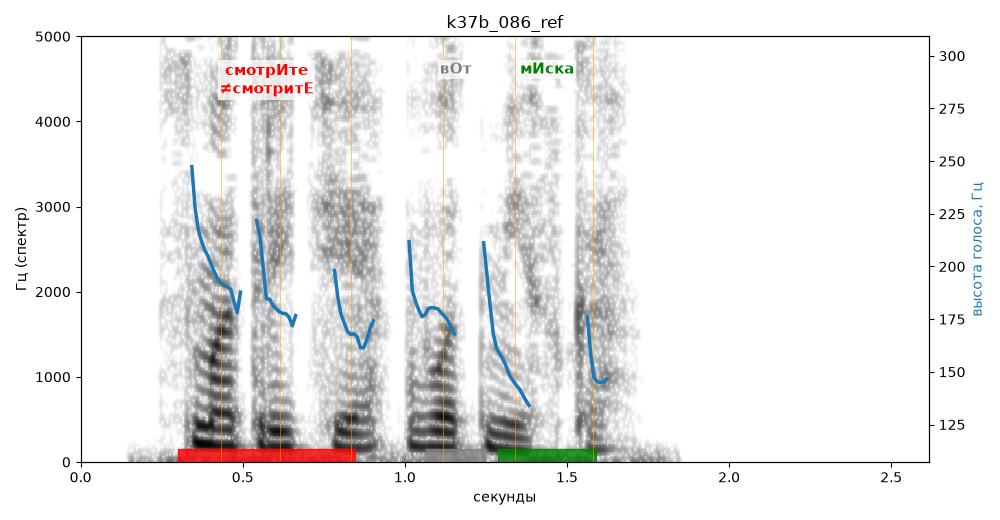 k37b_086_ref
5000
4000
3000
2000
1000
0
Гц (спектр)
смотрИте
≠смотритЕ
вОт
мИска
300
275
250
225
200
175
150
125
высота голоса, Гц
0.0 0.5 1.0 1.5 2.0 2.5
секунды